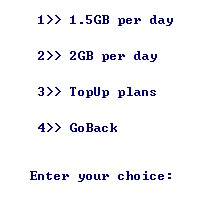 1>> 1.5GB per day
2>> 2GB per day
3>> TopUp plans
4>> GoBack
Enter your choice: